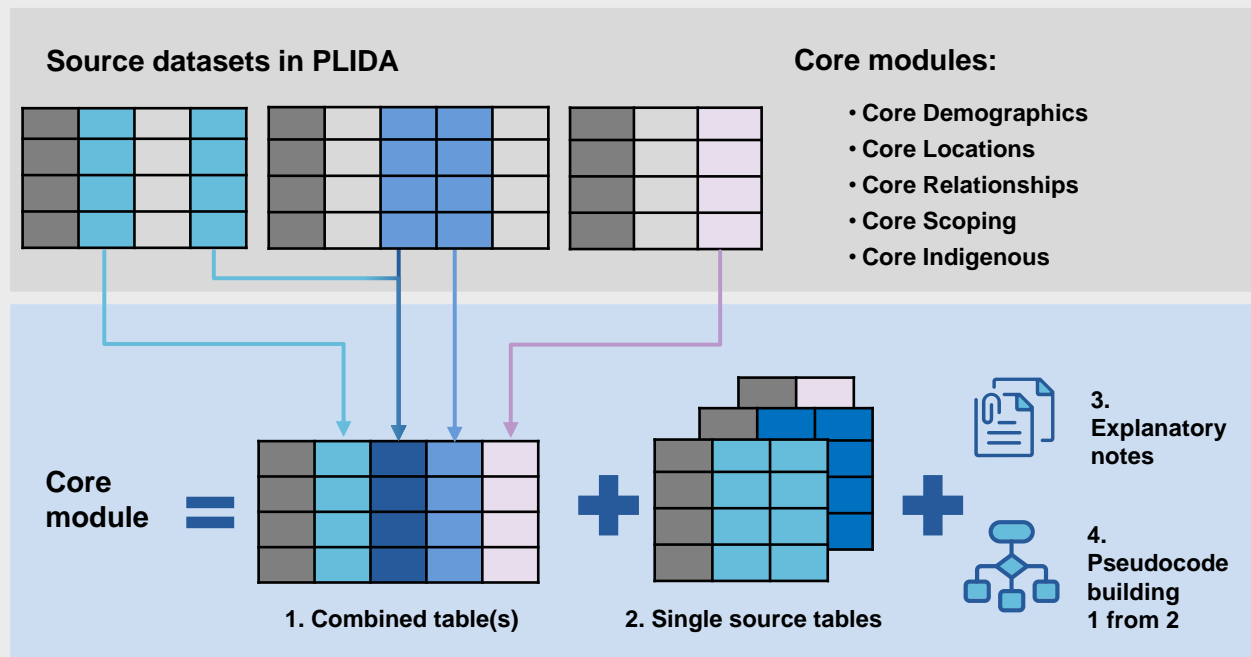 Source datasets in PLIDA
Core modules:
• Core Demographics
• Core Locations
• Core Relationships
• Core Scoping
• Core Indigenous
Core
module
1. Combined table(s)
2. Single source tables
3.
Explanatory
notes
4.
Pseudocode
building
1 from 2